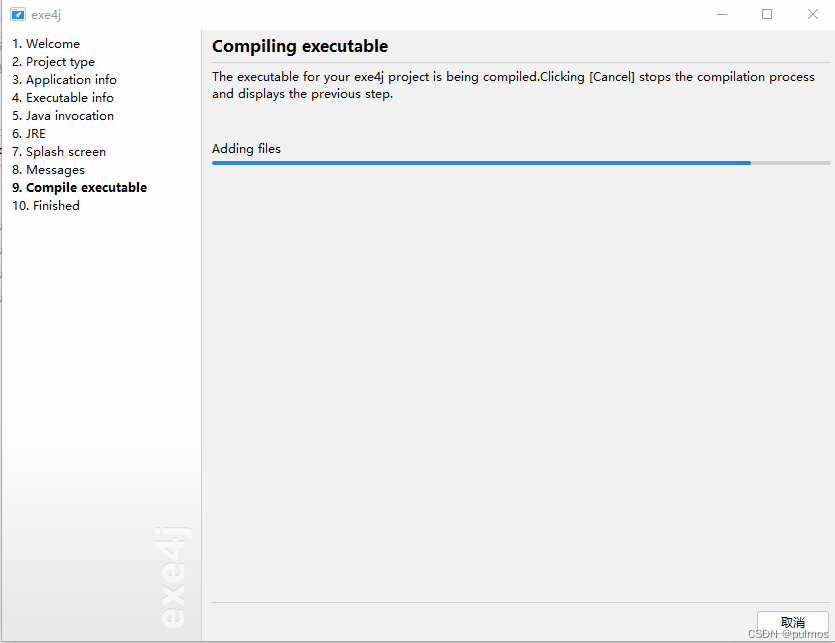 exe4j
1. Welcome
2. Project type
3. Application info
4. Executable info
5. Java invocation
6. JRE
7. Splash screen
8. Messages
9. Compile executable
10. Finished
exe4j
Compiling executable
The executable for your exe4j project is being compiled.Clicking [Cancel] stops the compilation process
and displays the previous step.
Adding files
取消
CSDN @pulmos